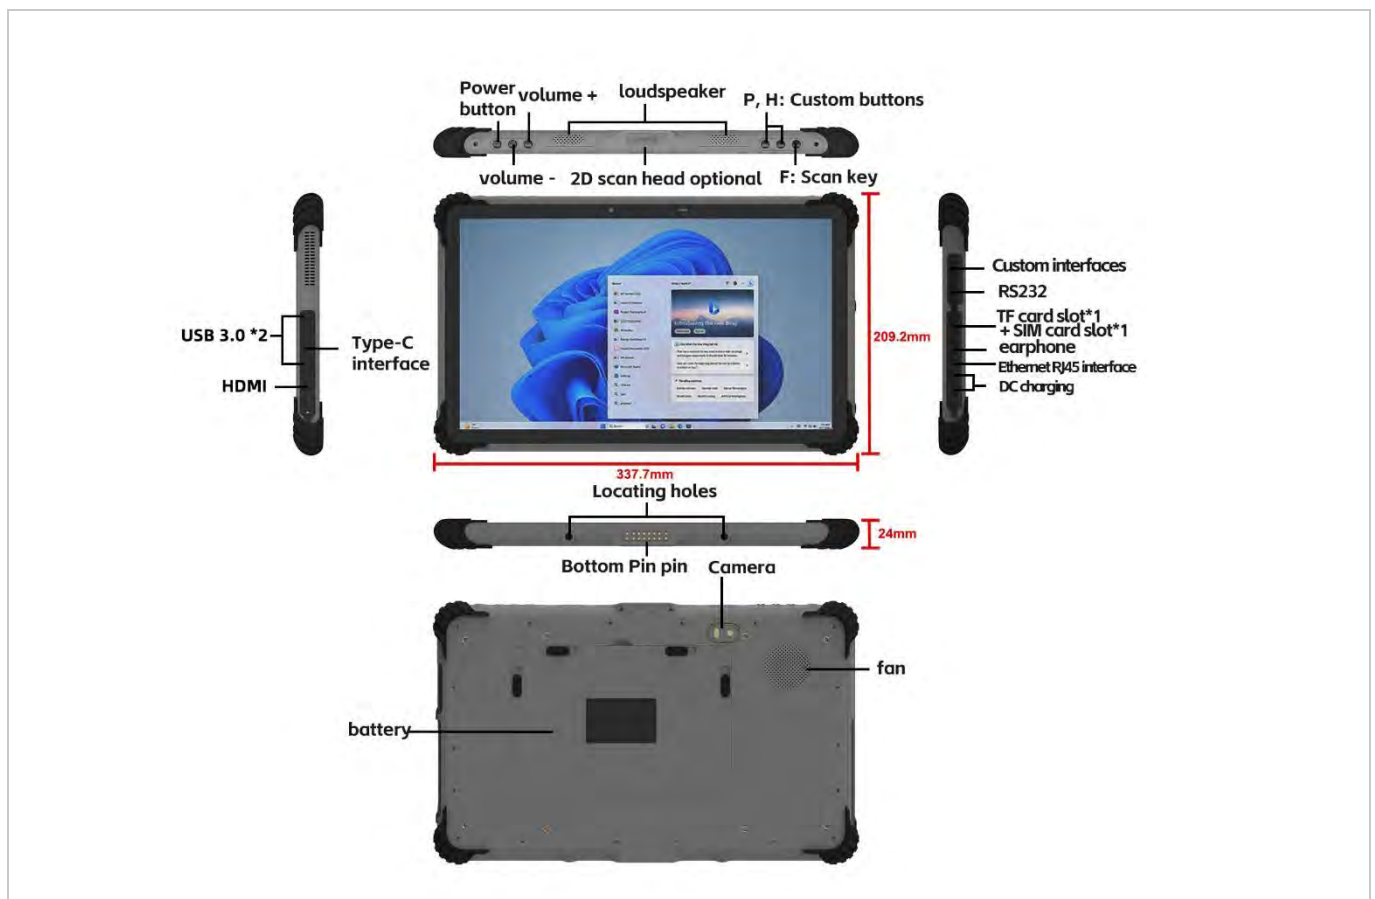 Power
button
volume +
loudspeaker
P, H: Custom buttons
volume -
2D scan head optional
F: Scan key
USB 3.0 *2
HDMI
Type-C
interface
209.2mm
Custom interfaces
RS232
TF card slot*1
+ SIM card slot*1
earphone
Ethernet RJ45 interface
DC charging
337.7mm
Locating holes
24mm
Bottom Pin pin
Camera
fan
battery